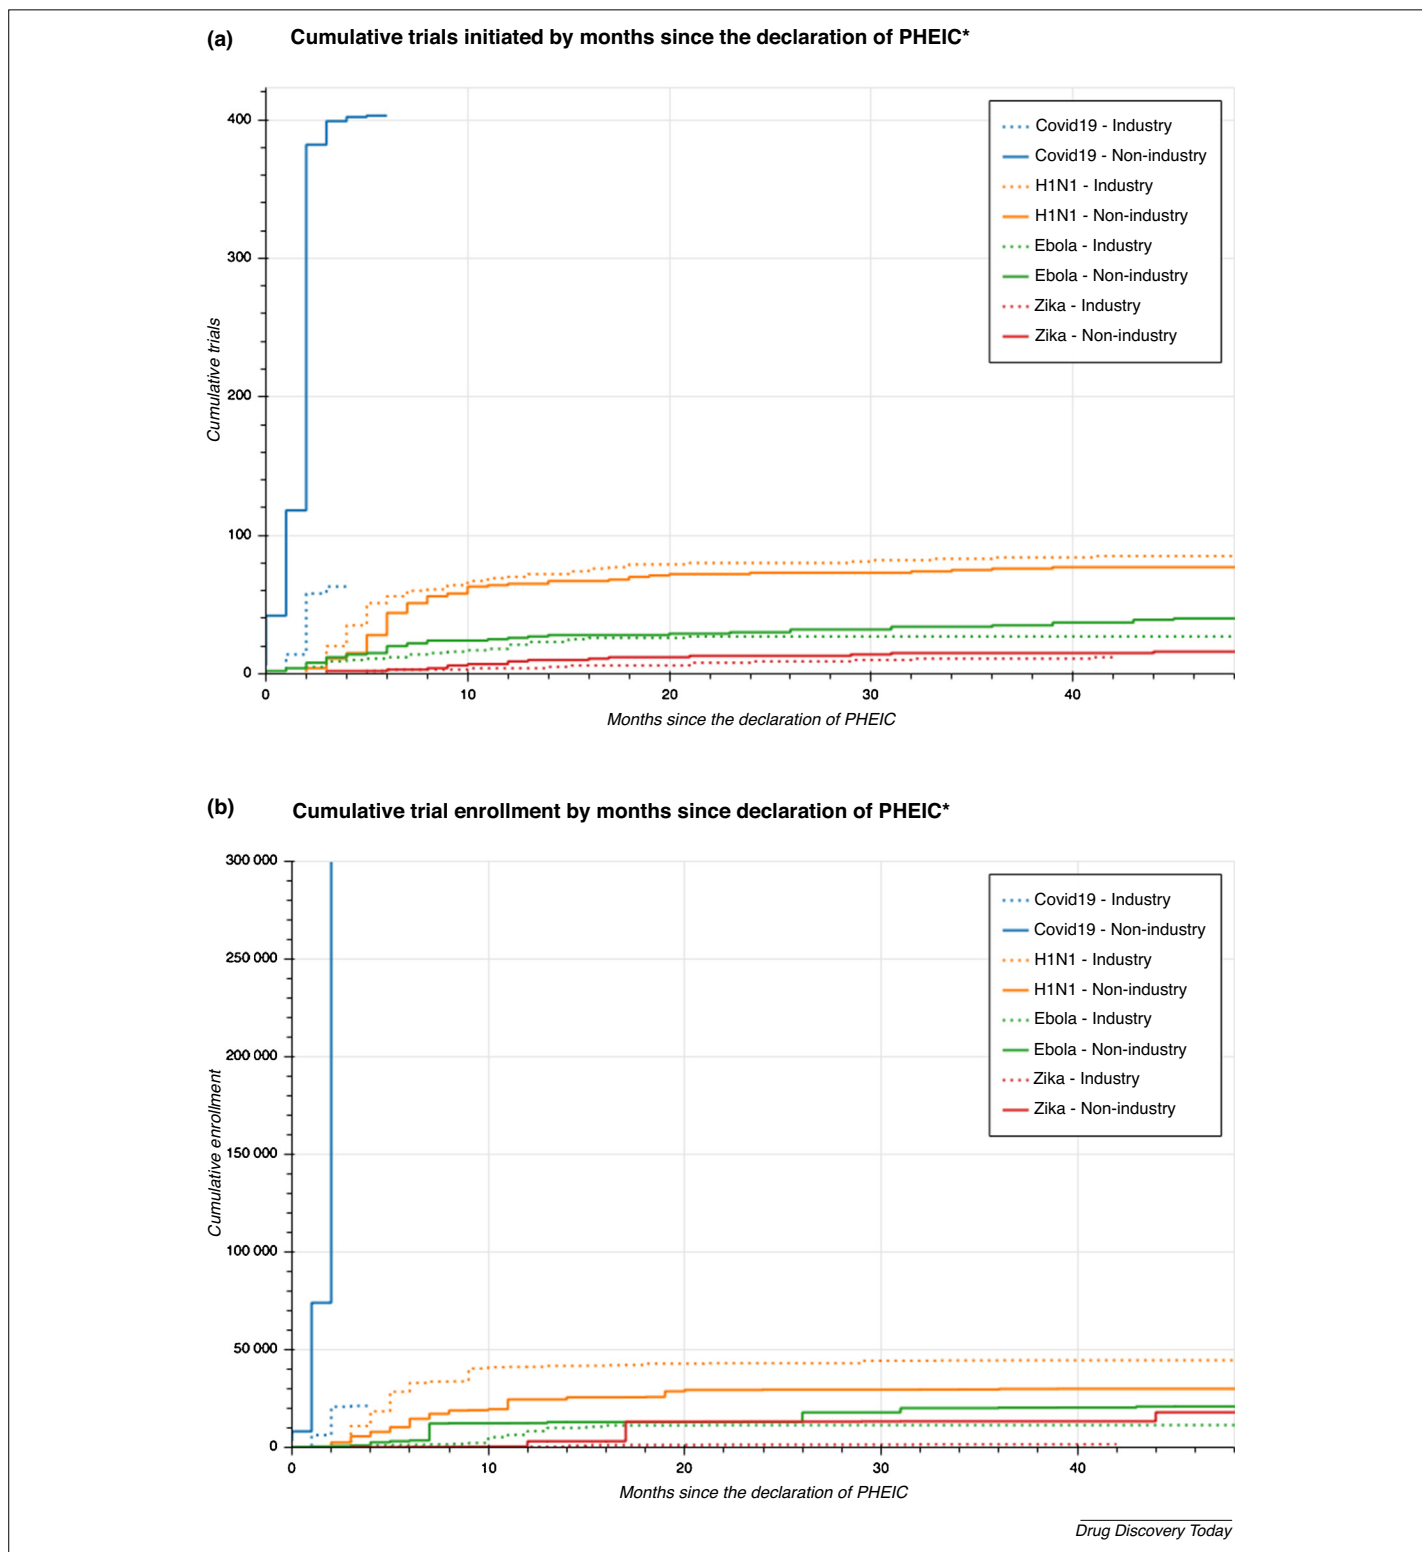 (a) Cumulative trials initiated by months since the declaration of PHEIC*
400
300
200
100
0
Cumulative trials
Covid19 - Industry
Covid19 - Non-industry
H1N1 - Industry
H1N1 - Non-industry
Ebola - Industry
Ebola - Non-industry
Zika - Industry
Zika - Non-industry
0 10 20 30 40
Months since the declaration of PHEIC
(b) Cumulative trial enrollment by months since declaration of PHEIC*
300 000
250 000
200 000
150 000
100 000
50 000
0
Cumulative enrollment
Covid19 - Industry
Covid19 - Non-industry
H1N1 - Industry
H1N1 - Non-industry
Ebola - Industry
Ebola - Non-industry
Zika - Industry
Zika - Non-industry
0 10 20 30 40
Months since the declaration of PHEIC
Drug Discovery Today